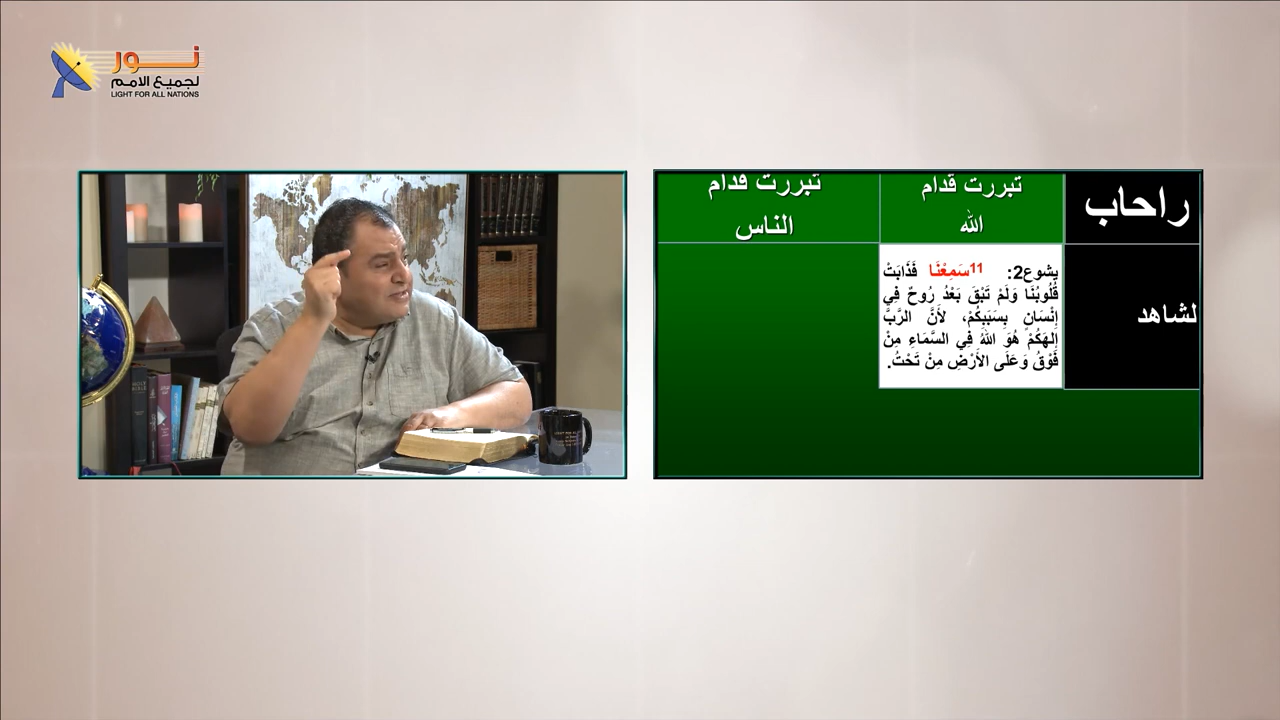 نور
لجميع الامم
LIGHT FOR ALL NATIONS
راحاب
تبررت قدام
الله
تبررت قدام
الناس
لشاهد
يشوع2: 11سَمِعْنَا فَذَابَتْ
قُلُوبُنَا وَلَمْ تَبْقَ بَعْدُ رُوحٌ فِي
إِنْسَانٍ بِسَبَبِكُمْ، لأَنَّ الرَّبَّ
إِلهَكُمْ هُوَ اللهُ فِي السَّمَاءِ مِنْ
فَوْقُ وَعَلَى الأَرْضِ مِنْ تَحْتُ.